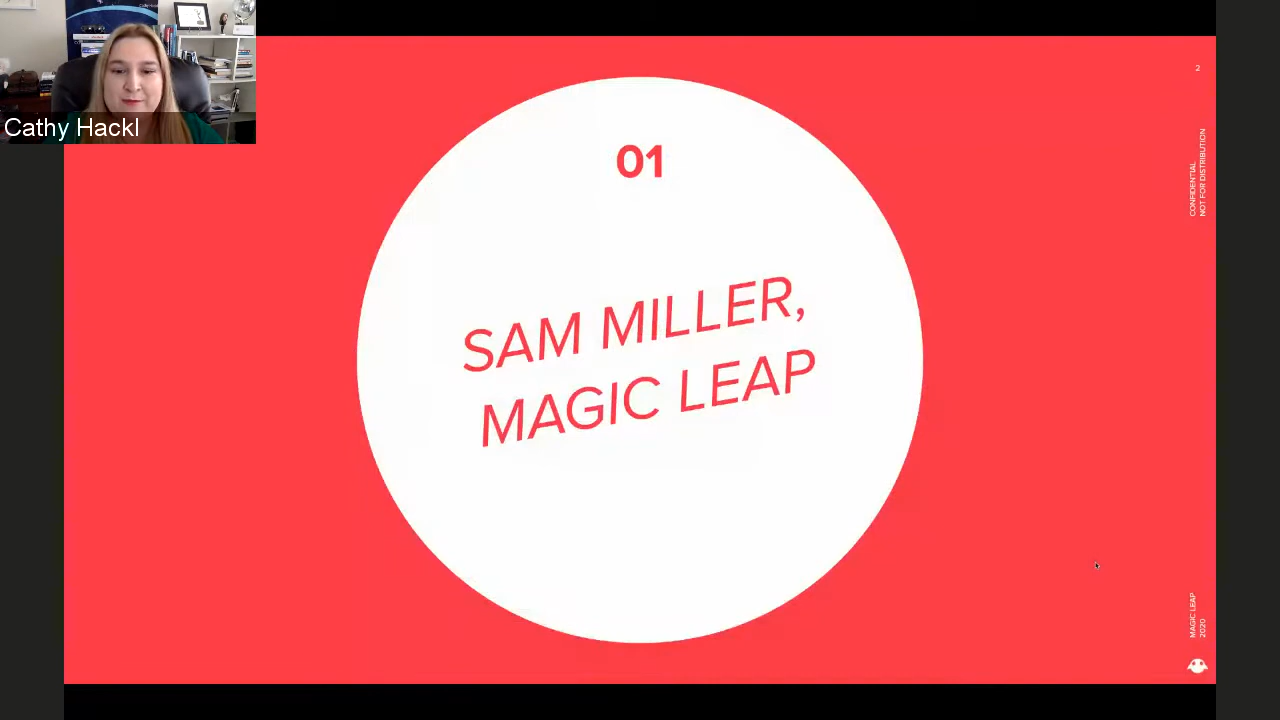 Cathy Hackl
2
CONFIDENTIAL
NOT FOR DISTRIBUTION
01
SAM MILLER,
MAGIC LEAP
MAGIC LEAP
2020